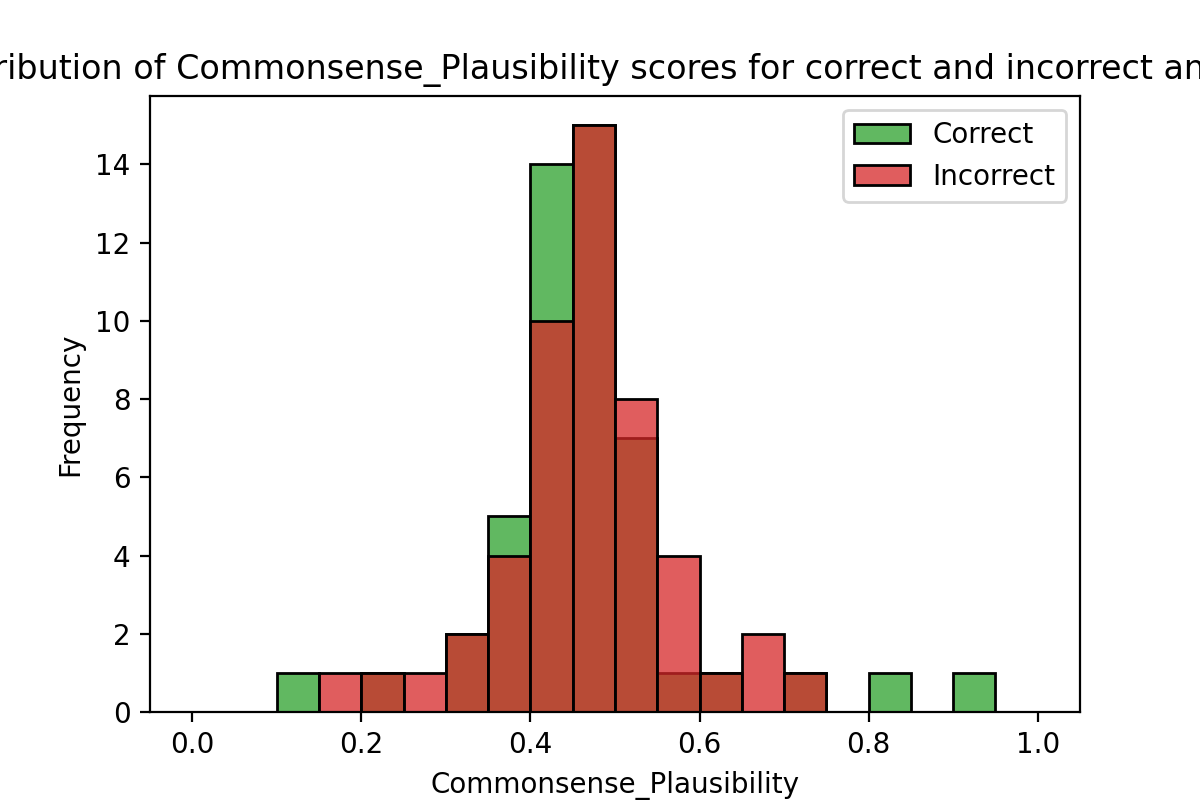 ribution of Commonsense_Plausibility scores for correct and incorrect an
Correct
Incorrect
14
12
10
8
6
4
2
0
Frequency
0.0 0.2 0.4 0.6 0.8 1.0
Commonsense_Plausibility